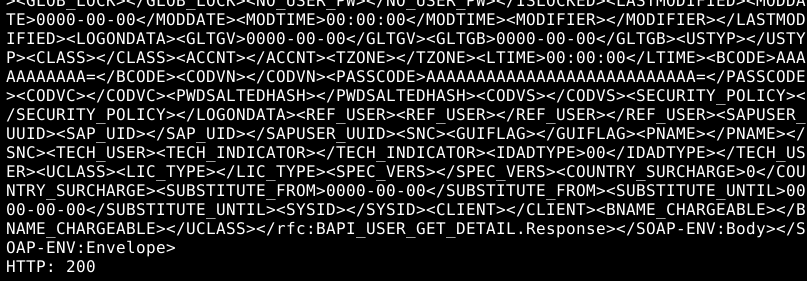 ><GLOB_LOCK></GLOB_LOCK><NO_USER_PW></NO_USER_PW></ISLOCKED><LASTMODIFIED><MODDA
TE>0000-00-00</MODDATE><MODTIME>00:00:00</MODTIME><MODIFIER></MODIFIER></LASTMOD
IFIED><LOGONDATA><GLTGV>0000-00-00</GLTGV><GLTGB>0000-00-00</GLTGB><USTYP></USTY
P><CLASS></CLASS><ACCNT></ACCNT><TZONE></TZONE><LTIME>00:00:00</LTIME><BCODE>AAA
AAAAAAAA=</BCODE><CODVN></CODVN><PASSCODE>AAAAAAAAAAAAAAAAAAAAAAAAAAA=</PASSCODE
><CODVC></CODVC><PWDSALTEDHASH></PWDSALTEDHASH><CODVS></CODVS><SECURITY_POLICY><
/SECURITY_POLICY></LOGONDATA><REF_USER><REF_USER></REF_USER></REF_USER><SAPUSER_
UUID><SAP_UID></SAP_UID></SAPUSER_UUID><SNC><GUIFLAG></GUIFLAG><PNAME></PNAME></
SNC><TECH_USER><TECH_INDICATOR></TECH_INDICATOR><IDADTYPE>00</IDADTYPE></TECH_US
ER><UCLASS><LIC_TYPE></LIC_TYPE><SPEC_VERS></SPEC_VERS><COUNTRY_SURCHARGE>0</COU
NTRY_SURCHARGE><SUBSTITUTE_FROM>0000-00-00</SUBSTITUTE_FROM><SUBSTITUTE_UNTIL>00
00-00-00</SUBSTITUTE_UNTIL><SYSID></SYSID><CLIENT></CLIENT><BNAME_CHARGEABLE></B
NAME_CHARGEABLE></UCLASS></rfc:BAPI_USER_GET_DETAIL.Response></SOAP-ENV:Body></S
OAP-ENV:Envelope>
HTTP: 200